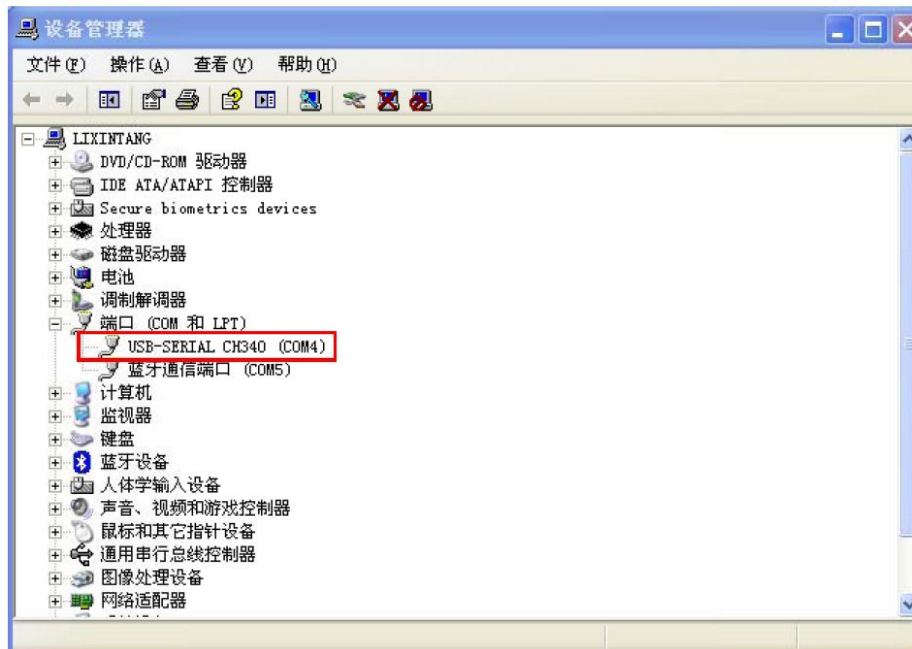 设备管理器
文件(F) 操作(A) 查看(V) 帮助(H)
LIXINTANG
DVD/CD-ROM 驱动器
IDE ATA/ATAPI 控制器
Secure biometrics devices
处理器
磁盘驱动器
电池
调制解调器
端口 (COM 和 LPT)
USB-SERIAL CH340 (COM4)
蓝牙通信端口 (COM5)
计算机
监视器
键盘
蓝牙设备
人体学输入设备
声音、视频和游戏控制器
鼠标和其它指针设备
通用串行总线控制器
图像处理设备
网络适配器